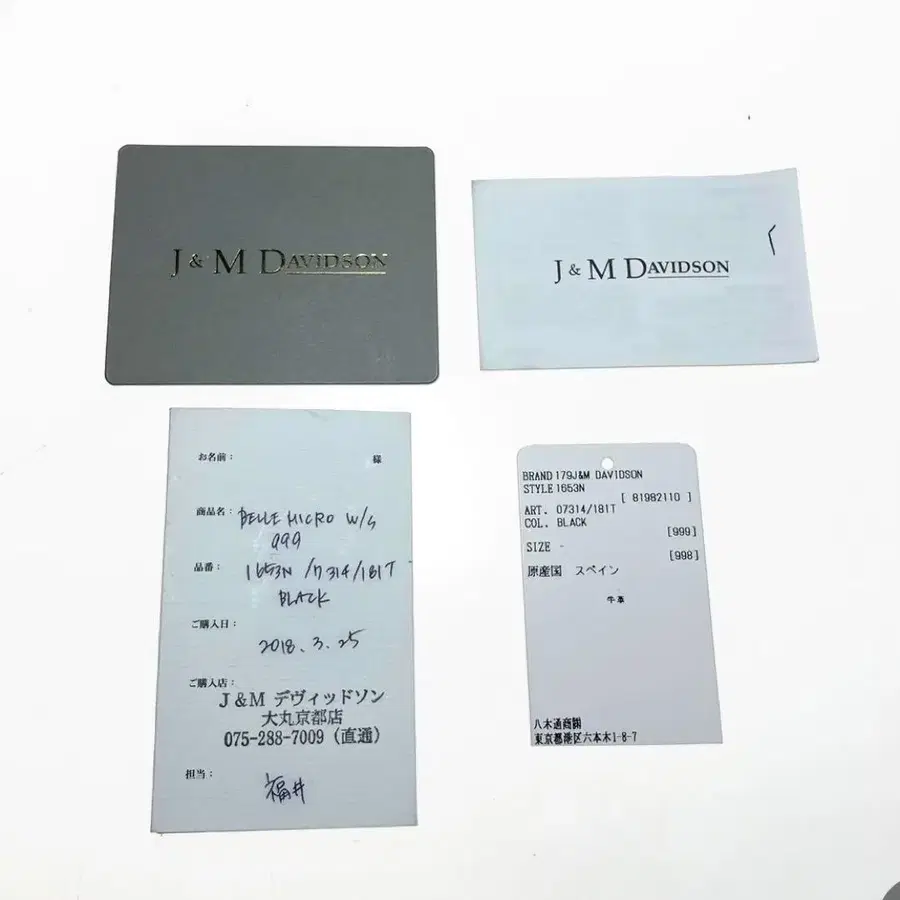 J & M DAVIDSON
J & M DAVIDSON
お名前： 様
商品名： BELLE MICRO W/S
999
品番： 1653N /7314/181T
BLACK
ご購入日：
2018. 3. 25
ご購入店：
J & M デヴィッドソン
大丸京都店
075-288-7009（直通）
担当：
福井
BRAND 179J&M DAVIDSON
STYLE 1653N
[ 81982110 ]
ART. 07314/181T
COL. BLACK
[999]
SIZE -
[998]
原産国 スペイン
牛革
八木通商㈱
東京都港区六本木1-8-7